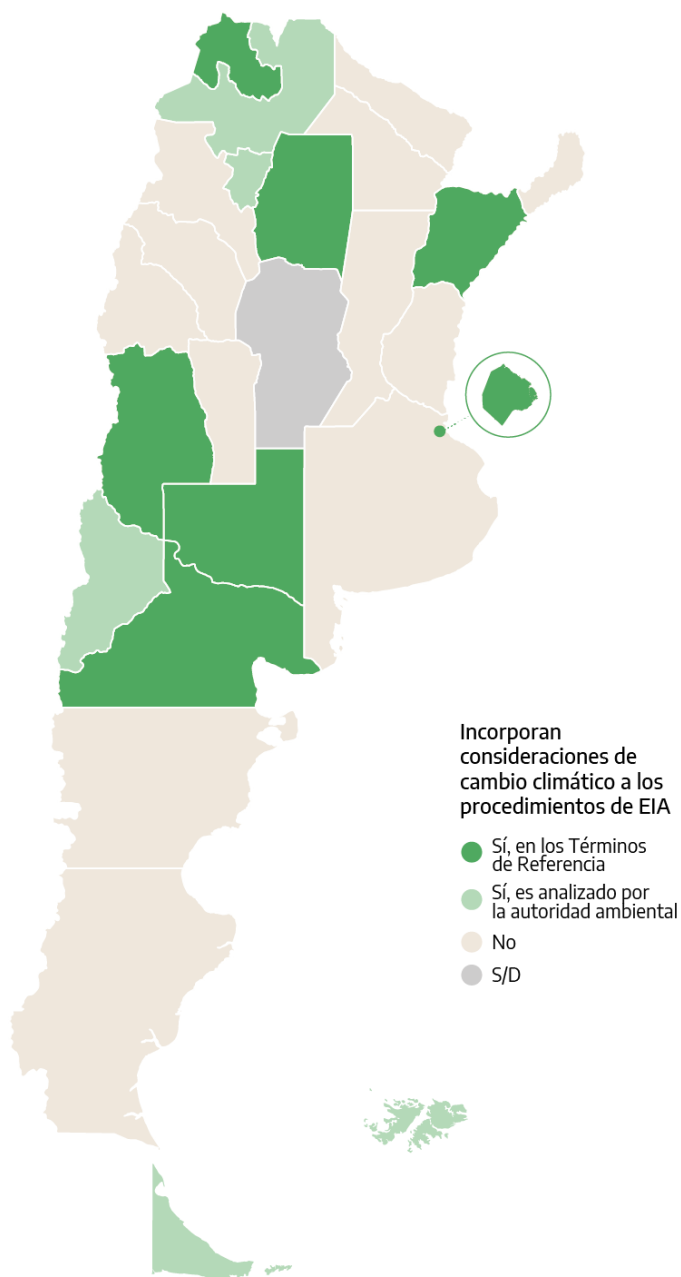 Incorporan
consideraciones de
cambio climático a los
procedimientos de EIA
Sí, en los Términos
de Referencia
Sí, es analizado por
la autoridad ambiental
No
S/D